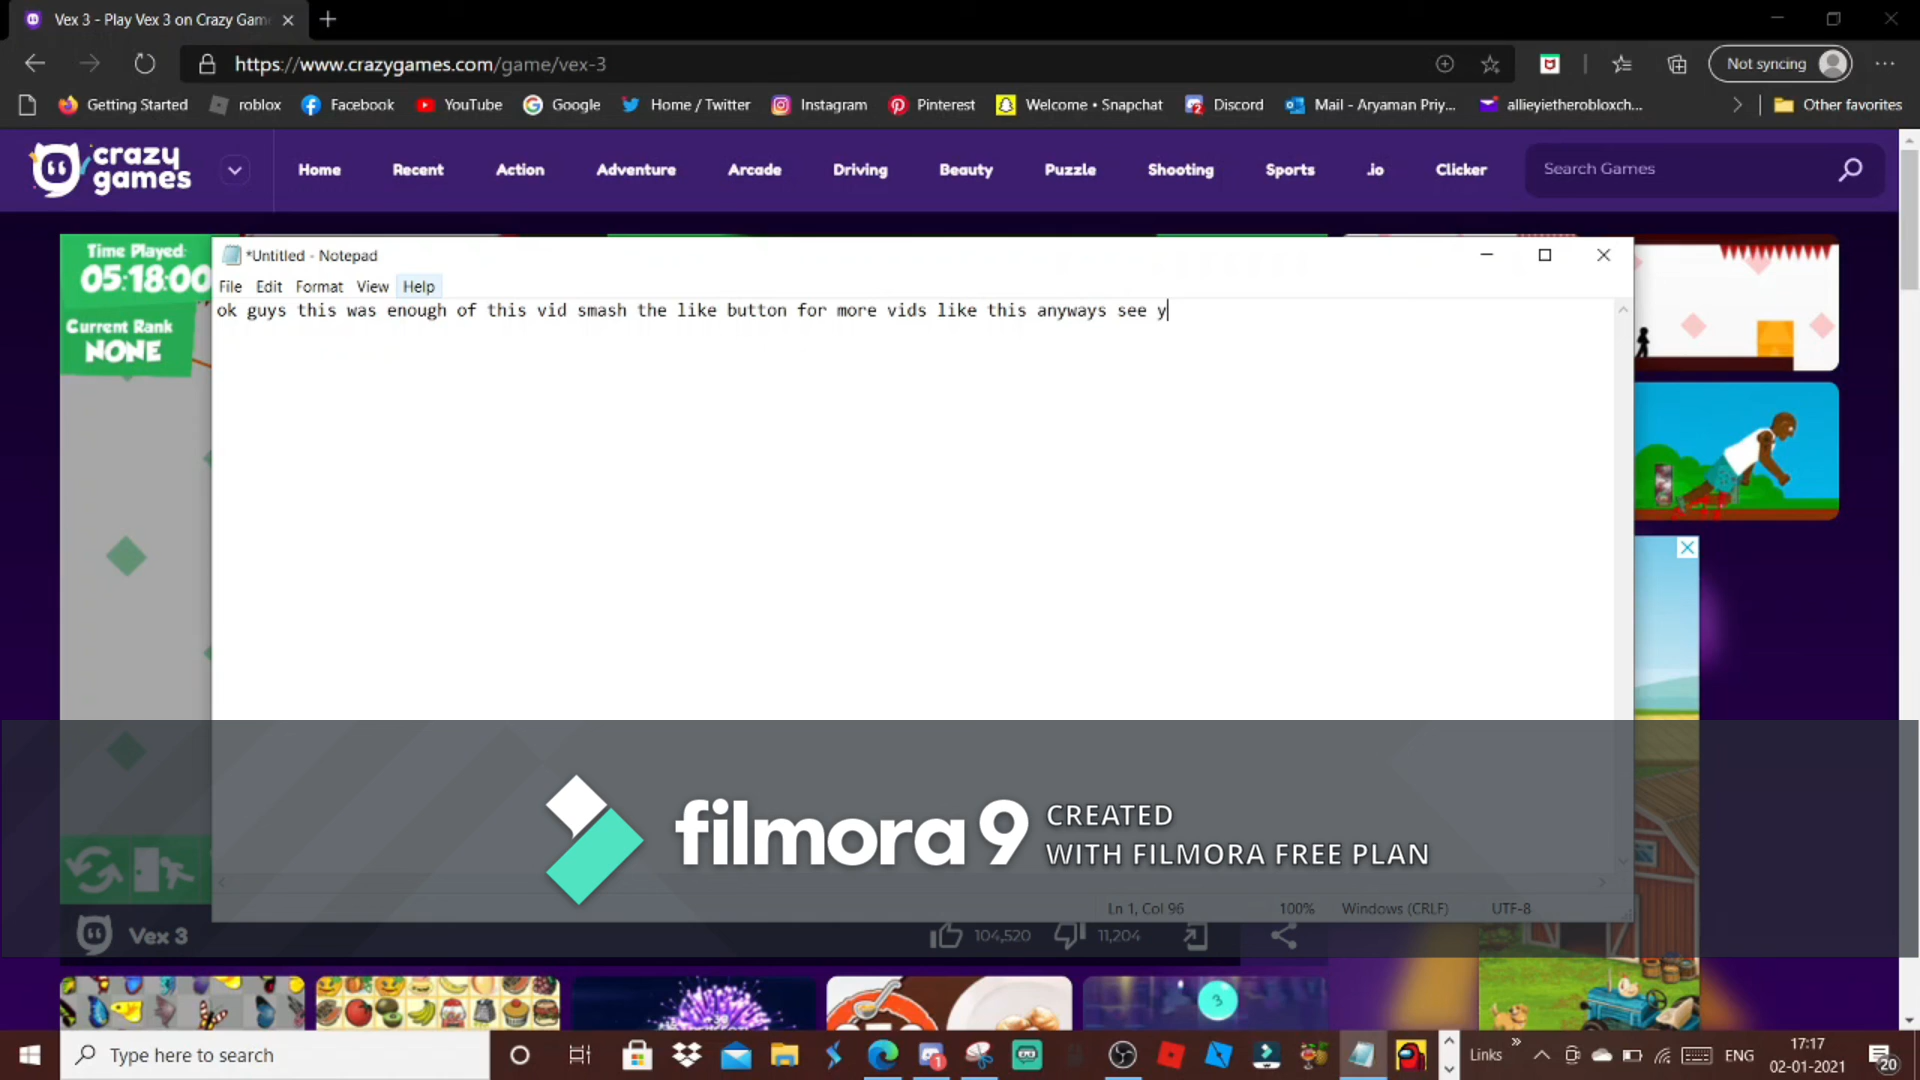 Vex 3 - Play Vex 3 on Crazy Gam
https://www.crazygames.com/game/vex-3
Not syncing
Getting Started
roblox
Facebook
YouTube
Google
Home / Twitter
Instagram
Pinterest
Welcome • Snapchat
Discord
Mail - Aryaman Priy...
allieyietherobloxch...
Other favorites
crazy
games
Home
Recent
Action
Adventure
Arcade
Driving
Beauty
Puzzle
Shooting
Sports
.io
Clicker
Search Games
Time Played:
05:18:00
Current Rank
NONE
*Untitled - Notepad
File
Edit
Format
View
Help
ok guys this was enough of this vid smash the like button for more vids like this anyways see y
filmora9
CREATED
WITH FILMORA FREE PLAN
Ln 1, Col 96
100%
Windows (CRLF)
UTF-8
Vex 3
104,520
11,204
3
Type here to search
Links
ENG
17:17
02-01-2021
20